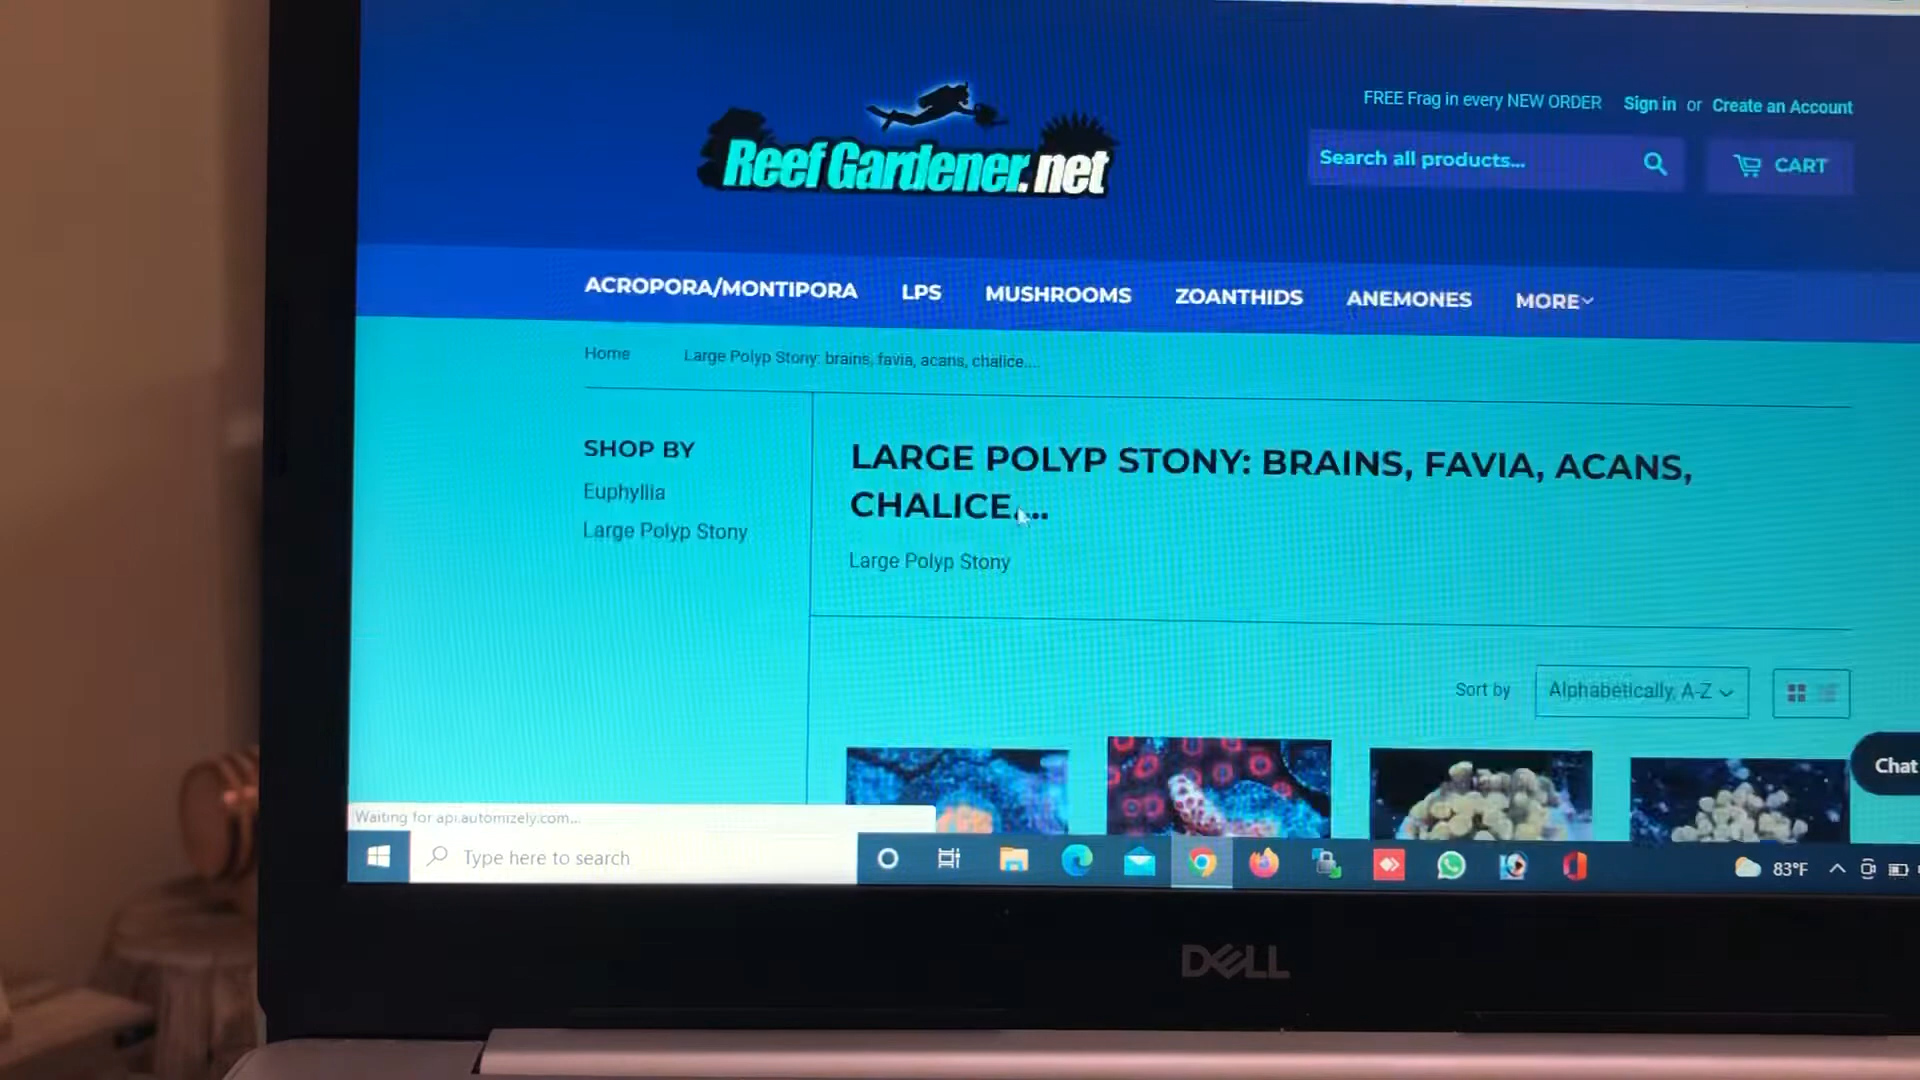 ReefGardener.net
FREE Frag in every NEW ORDER Sign in or Create an Account
Search all products...
CART
ACROPORA/MONTIPORA LPS MUSHROOMS ZOANTHIDS ANEMONES MORE
Home Large Polyp Stony: brains, favia, acans, chalice....
SHOP BY
Euphyllia
Large Polyp Stony
LARGE POLYP STONY: BRAINS, FAVIA, ACANS,
CHALICE....
Large Polyp Stony
Sort by Alphabetically, A-Z
Chat
Waiting for api.automizely.com...
Type here to search
83°F
DELL